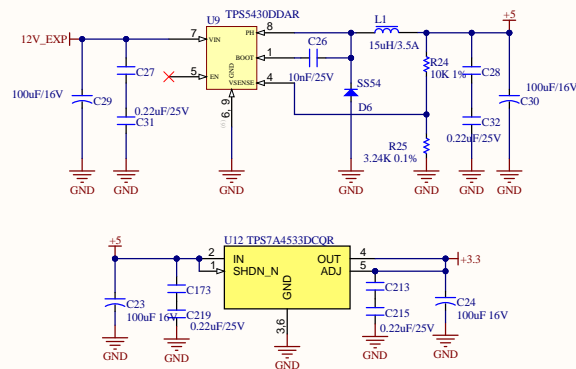 U9
TPS5430DDAR
L1
+5
12V_EXP
7
VIN
PH
8
15uH/3.5A
BOOT
1
C26
5
EN
GND
VSENSE
4
10nF/25V
SS54
D6
6, 9
C27
C31
C29
100uF/16V
0.22uF/25V
R24
10K 1%
C28
C32
0.22uF/25V
100uF/16V
C30
R25
3.24K 0.1%
GND
GND
GND
GND
GND
GND
GND
U12 TPS7A4533DCQR
+5
2
IN
OUT
4
+3.3
1
SHDN_N
ADJ
5
GND
3,6
C23
100uF 16V
C173
C219
0.22uF/25V
C213
C215
0.22uF/25V
C24
100uF 16V
GND
GND
GND
GND
GND